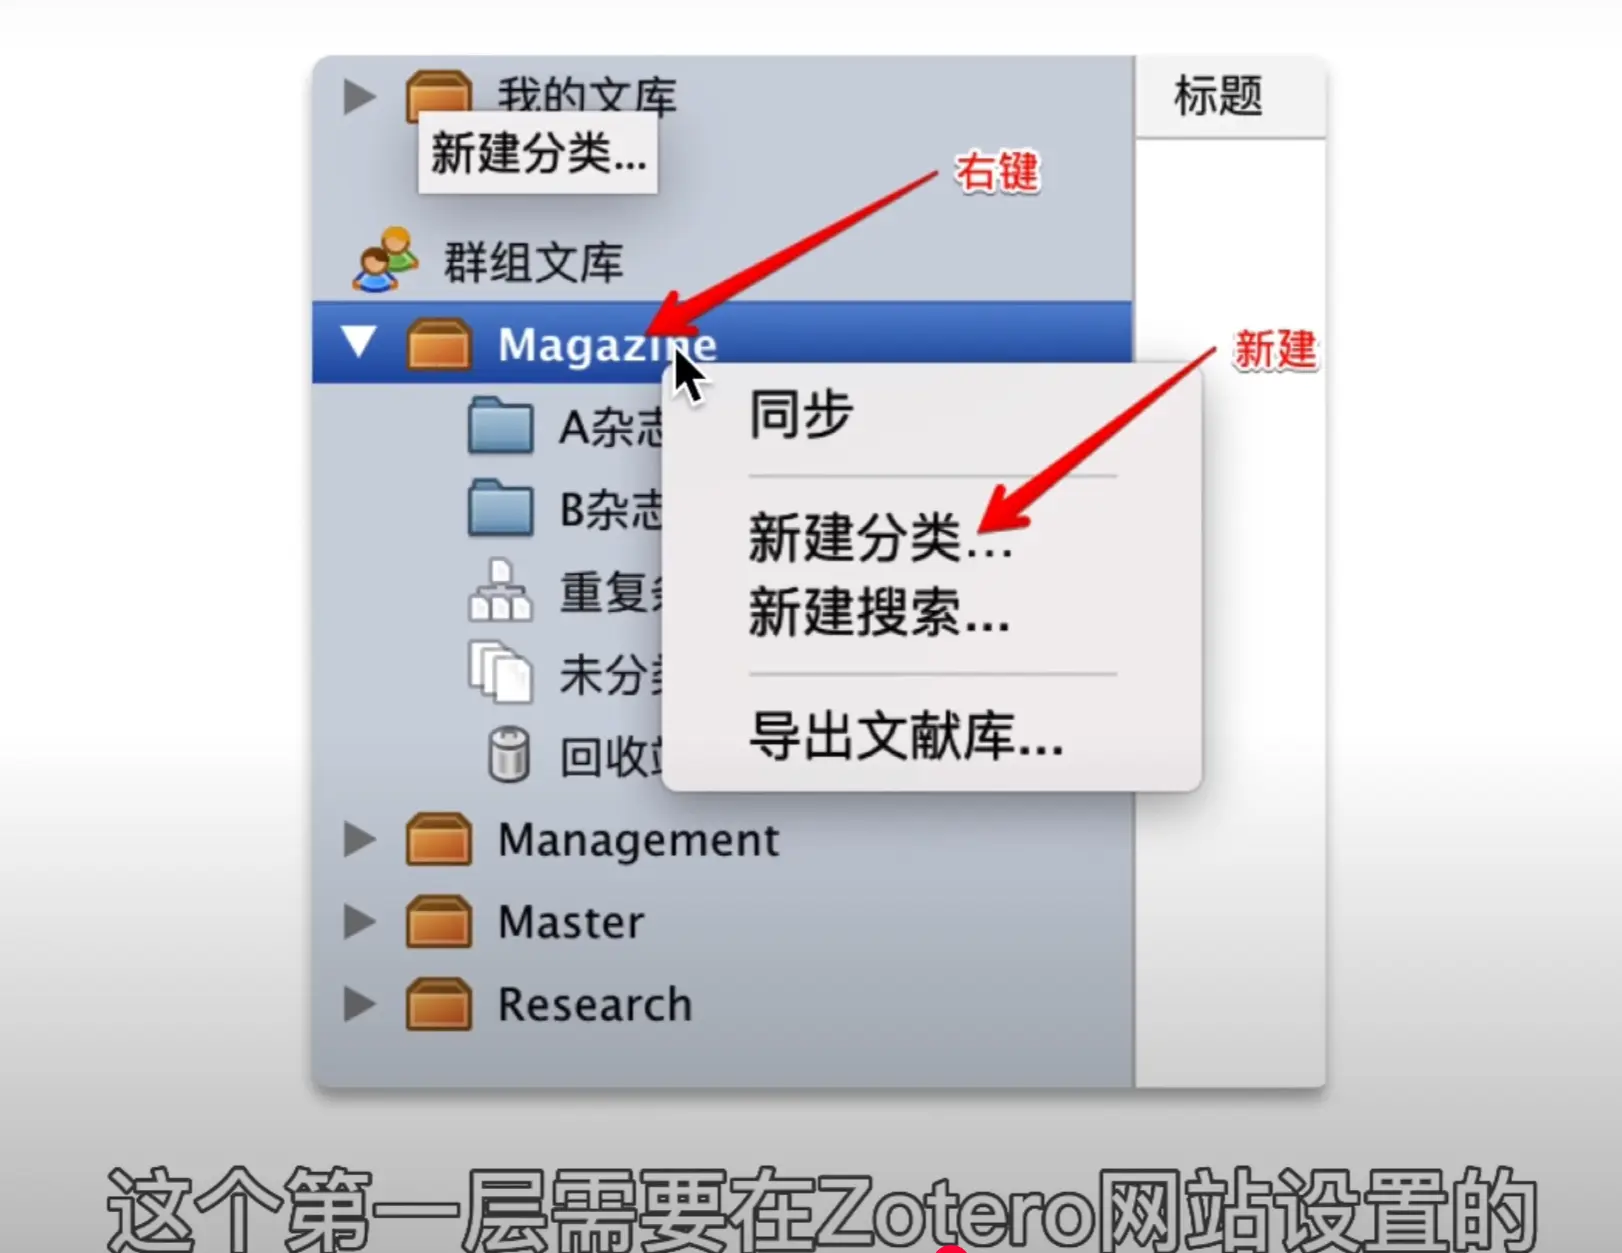 我的文库
标题
新建分类...
右键
群组文库
Magazine
新建
同步
A杂志
新建分类...
B杂志
新建搜索...
重复
未分类
导出文献库...
回收
Management
Master
Research
这个第一层需要在Zotero网站设置的